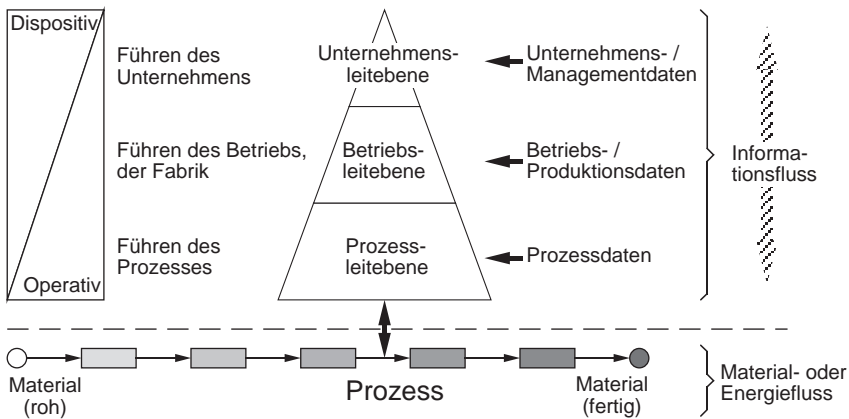 Dispositiv
Führen des
Unternehmens
Unternehmens-
leitebene
Unternehmens- /
Managementdaten
Führen des Betriebs,
der Fabrik
Betriebs-
leitebene
Betriebs- /
Produktionsdaten
Informa-
tionsfluss
Führen des
Prozesses
Prozess-
leitebene
Prozessdaten
Operativ
Material
(roh)
Prozess
Material
(fertig)
Material- oder
Energiefluss